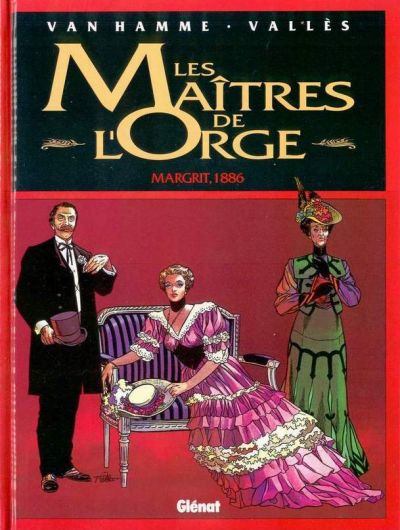 VAN HAMME · VALLÈS
LES
MAÎTRES
DE
L'ORGE
MARGRIT, 1886
Glénat